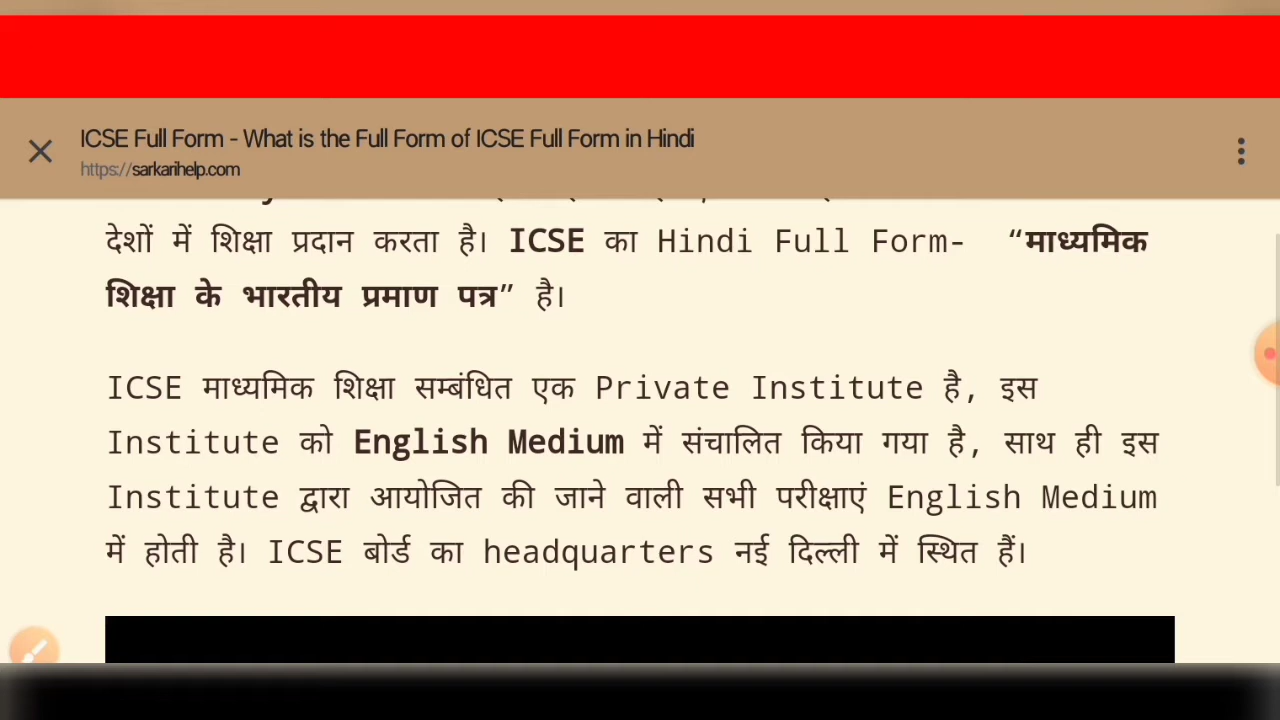 ICSE Full Form - What is the Full Form of ICSE Full Form in Hindi
https://sarkarihelp.com
देशों में शिक्षा प्रदान करता है। ICSE का Hindi Full Form- “माध्यमिक
शिक्षा के भारतीय प्रमाण पत्र” है।
ICSE माध्यमिक शिक्षा सम्बंधित एक Private Institute है, इस
Institute को English Medium में संचालित किया गया है, साथ ही इस
Institute द्वारा आयोजित की जाने वाली सभी परीक्षाएं English Medium
में होती है। ICSE बोर्ड का headquarters नई दिल्ली में स्थित हैं।